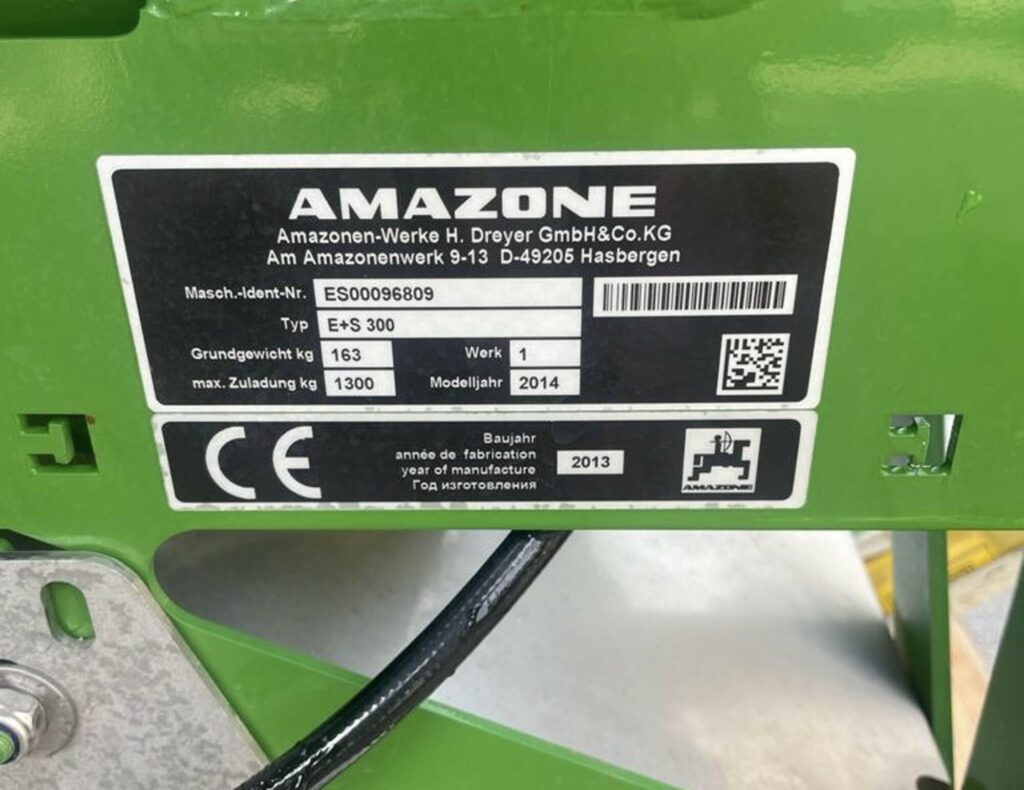 AMAZONE
Amazonen-Werke H. Dreyer GmbH&Co.KG
Am Amazonenwerk 9-13 D-49205 Hasbergen
Masch.-Ident-Nr. ES00096809
Typ E+S 300
Grundgewicht kg 163 Werk 1
max. Zuladung kg 1300 Modelljahr 2014
CE
Baujahr
année de fabrication
year of manufacture
Год изготовления
2013
AMAZONE